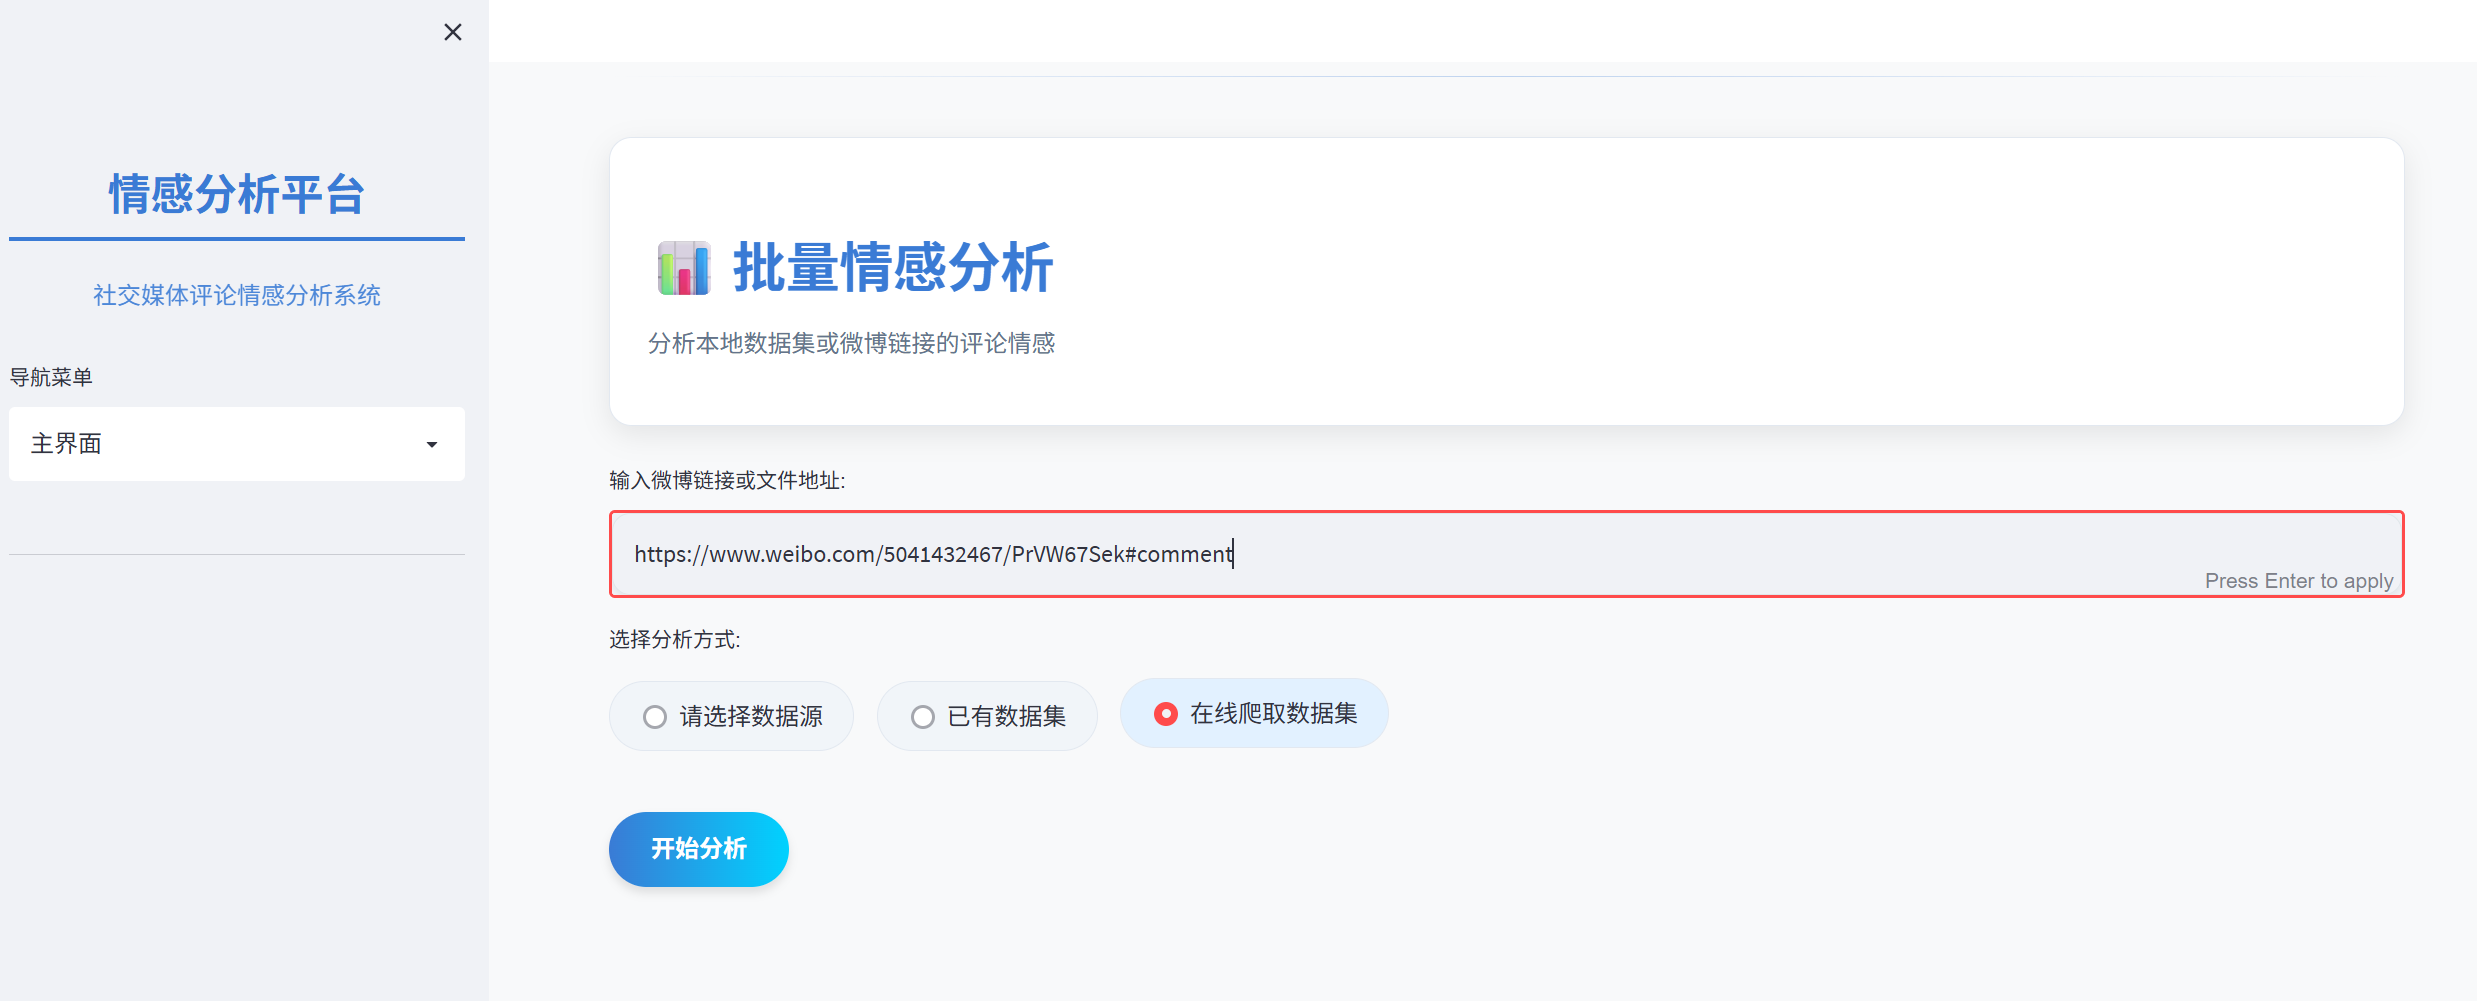 情感分析平台
社交媒体评论情感分析系统
导航菜单
主界面
批量情感分析
分析本地数据集或微博链接的评论情感
输入微博链接或文件地址:
https://www.weibo.com/5041432467/PrVW67Sek#comment
Press Enter to apply
选择分析方式:
请选择数据源
已有数据集
在线爬取数据集
开始分析